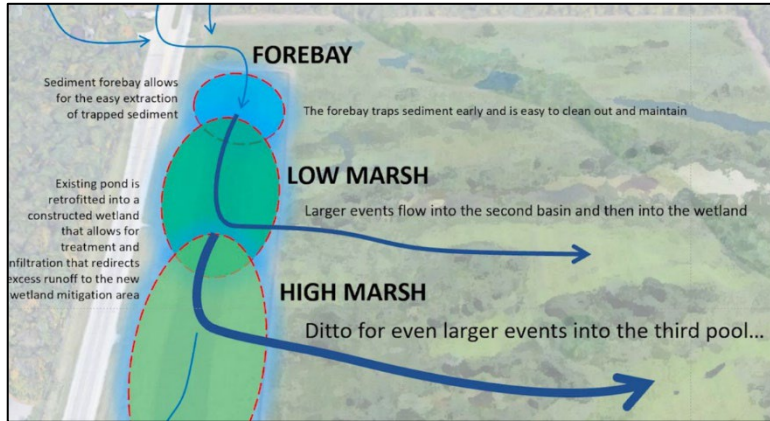 FOREBAY
Sediment forebay allows
for the easy extraction
of trapped sediment
The forebay traps sediment early and is easy to clean out and maintain
LOW MARSH
Larger events flow into the second basin and then into the wetland
Existing pond is
retrofitted into a
constructed wetland
that allows for
treatment and
nfiltration that redirects
excess runoff to the new
wetland mitigation area
HIGH MARSH
Ditto for even larger events into the third pool...